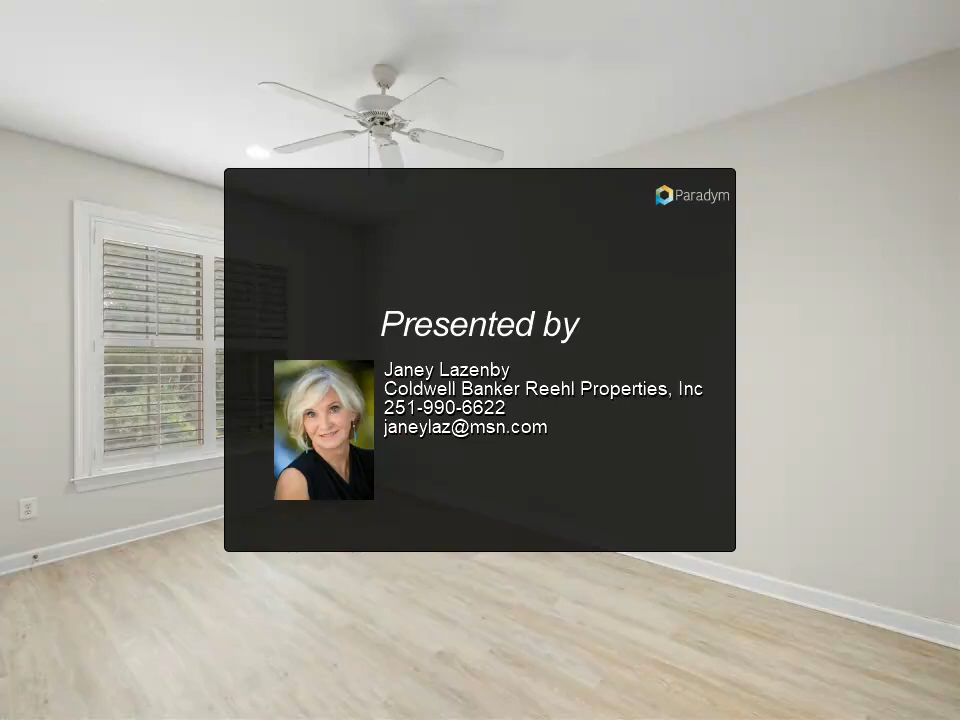 Paradym
Presented by
Janey Lazenby
Coldwell Banker Reehl Properties, Inc
251-990-6622
janeylaz@msn.com